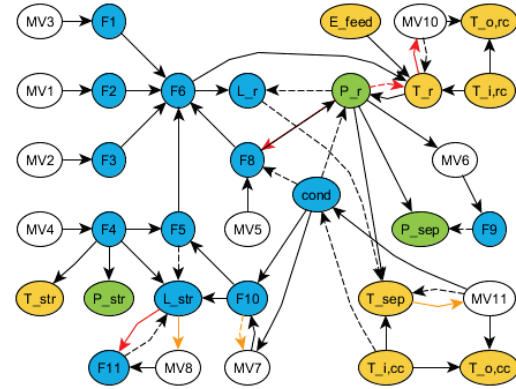 MV3 F1 E_feed MV10 T_o,rc
MV1 F2 F6 L_r P_r T_r T_i,rc
MV2 F3 F8 MV6
MV4 F4 F5 MV5 cond P_sep F9
T_str P_str L_str F10 T_sep MV11
F11 MV8 MV7 T_i,cc T_o,cc